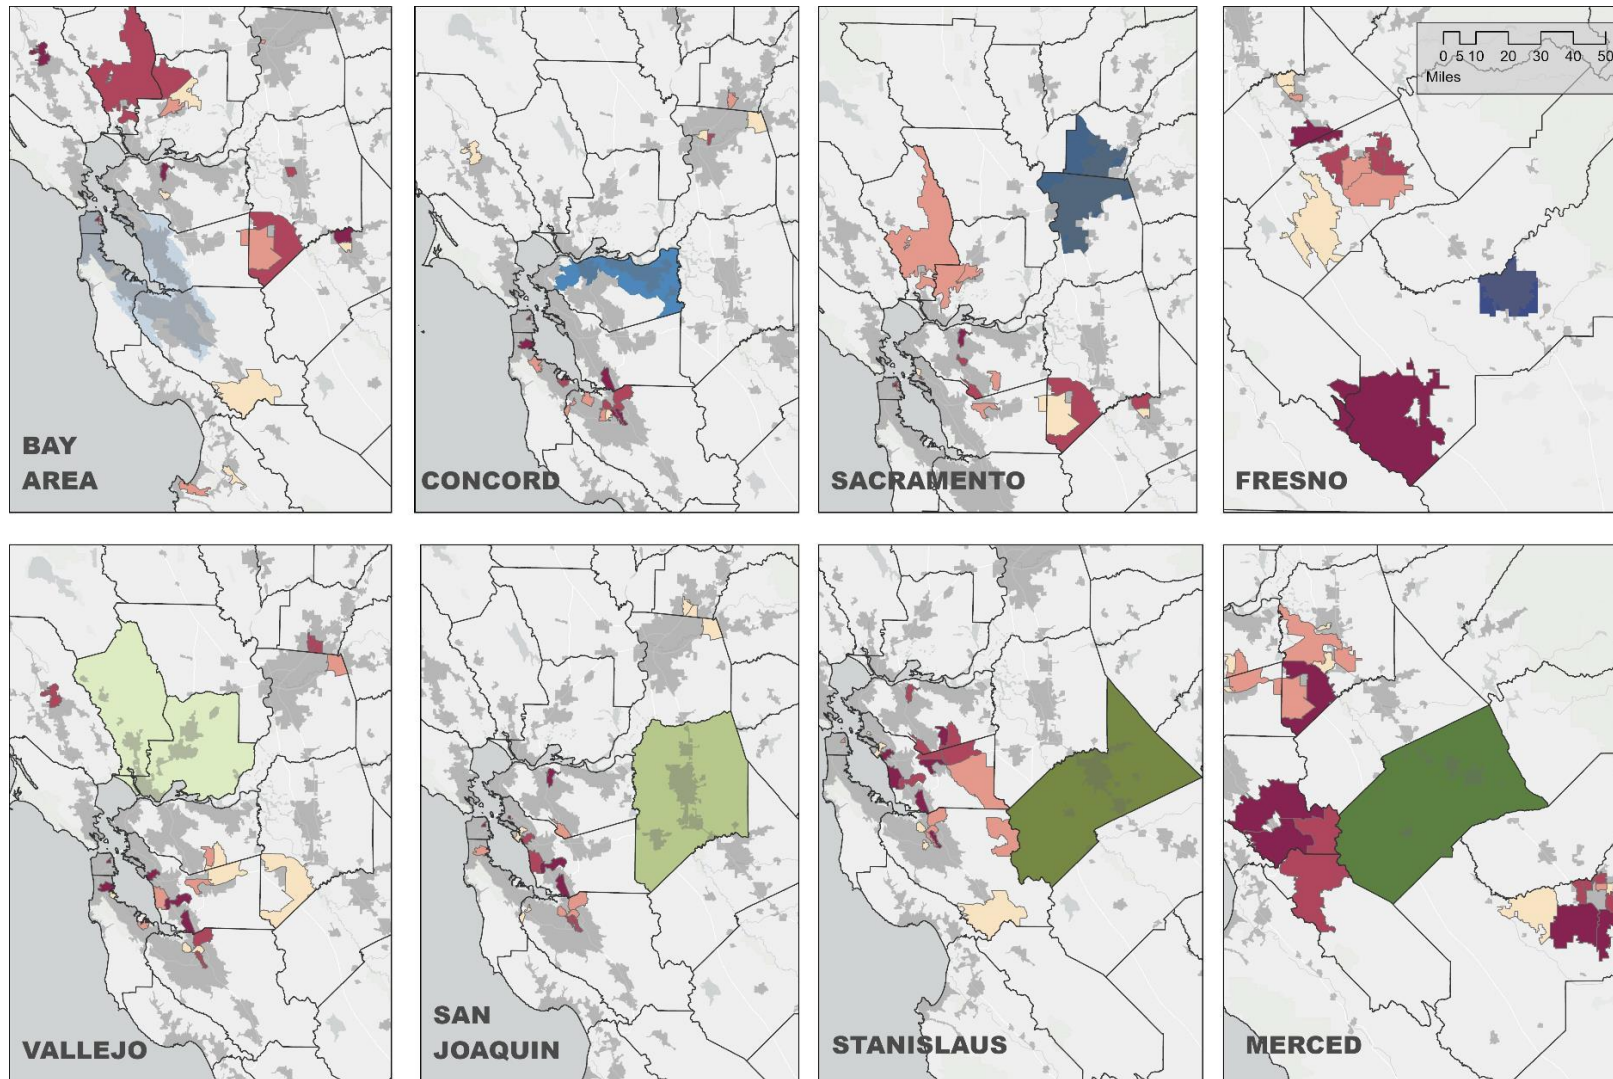 0 5 10 20 30 40 50
Miles
BAY
AREA
CONCORD
SACRAMENTO
FRESNO
VALLEJO
SAN
JOAQUIN
STANISLAUS
MERCED